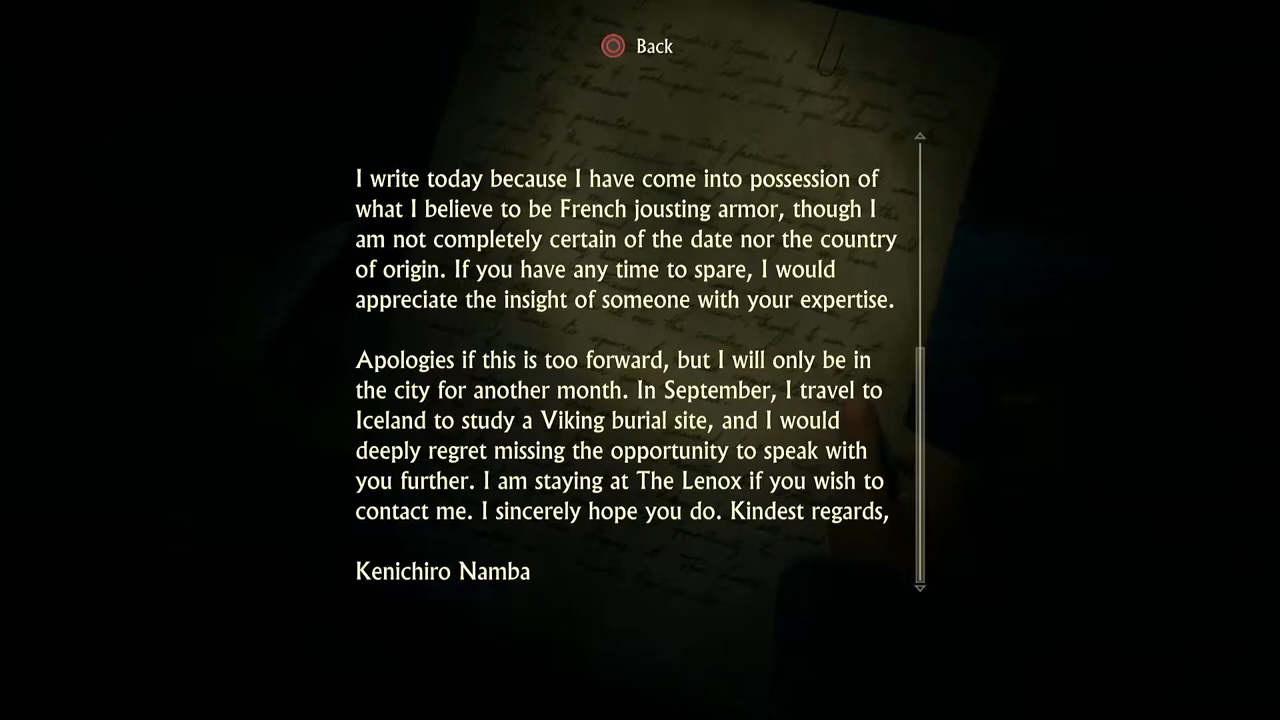 Back
I write today because I have come into possession of
what I believe to be French jousting armor, though I
am not completely certain of the date nor the country
of origin. If you have any time to spare, I would
appreciate the insight of someone with your expertise.
Apologies if this is too forward, but I will only be in
the city for another month. In September, I travel to
Iceland to study a Viking burial site, and I would
deeply regret missing the opportunity to speak with
you further. I am staying at The Lenox if you wish to
contact me. I sincerely hope you do. Kindest regards,
Kenichiro Namba